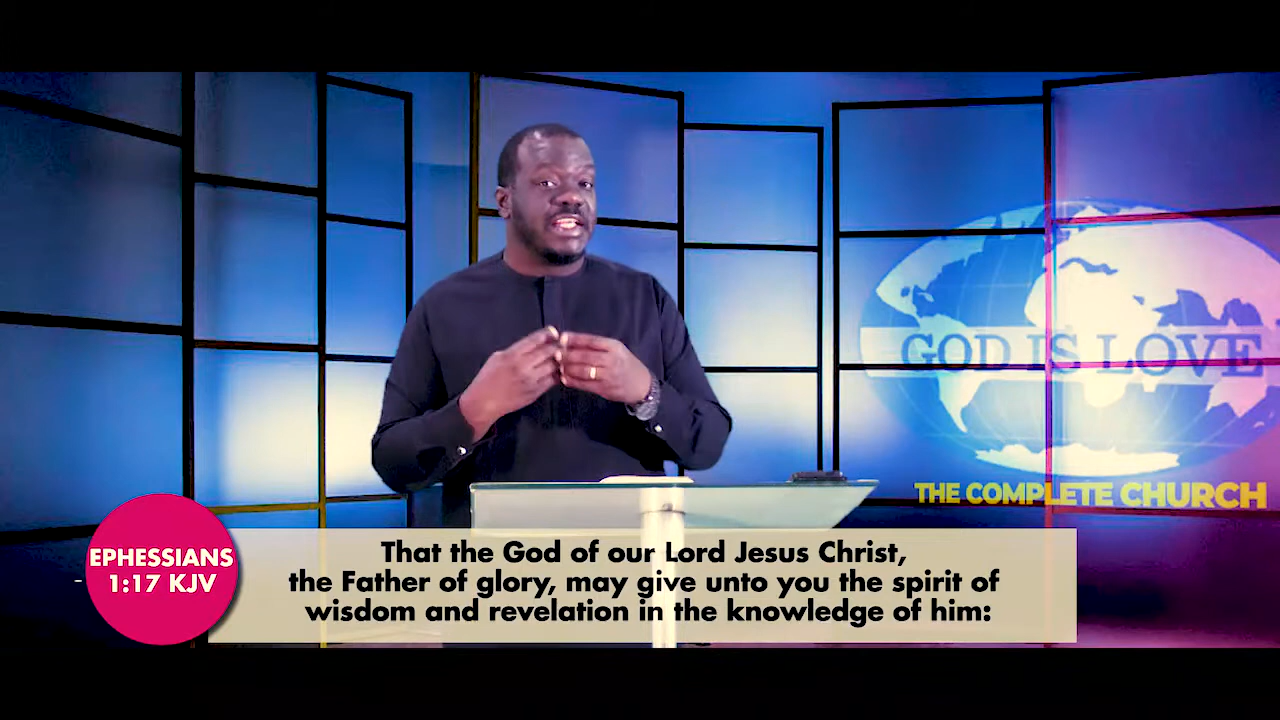 GOD IS LOVE
THE COMPLETE CHURCH
EPHESSIANS
1:17 KJV
That the God of our Lord Jesus Christ,
the Father of glory, may give unto you the spirit of
wisdom and revelation in the knowledge of him: